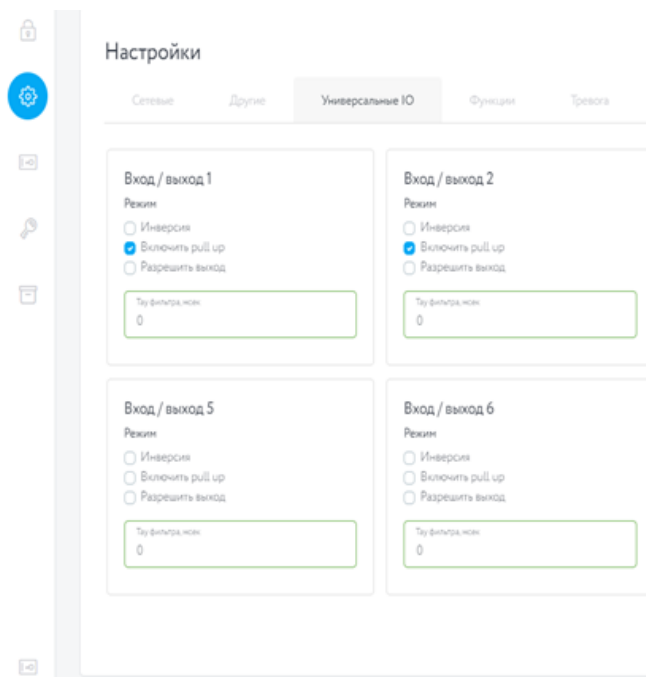 Настройки
Сетевые Другие Универсальные IO Функции Тревога
Вход / выход 1
Режим
Инверсия
Включить pull up
Разрешить выход
Тау фильтра, мсек
0
Вход / выход 2
Режим
Инверсия
Включить pull up
Разрешить выход
Тау фильтра, мсек
0
Вход / выход 5
Режим
Инверсия
Включить pull up
Разрешить выход
Тау фильтра, мсек
0
Вход / выход 6
Режим
Инверсия
Включить pull up
Разрешить выход
Тау фильтра, мсек
0